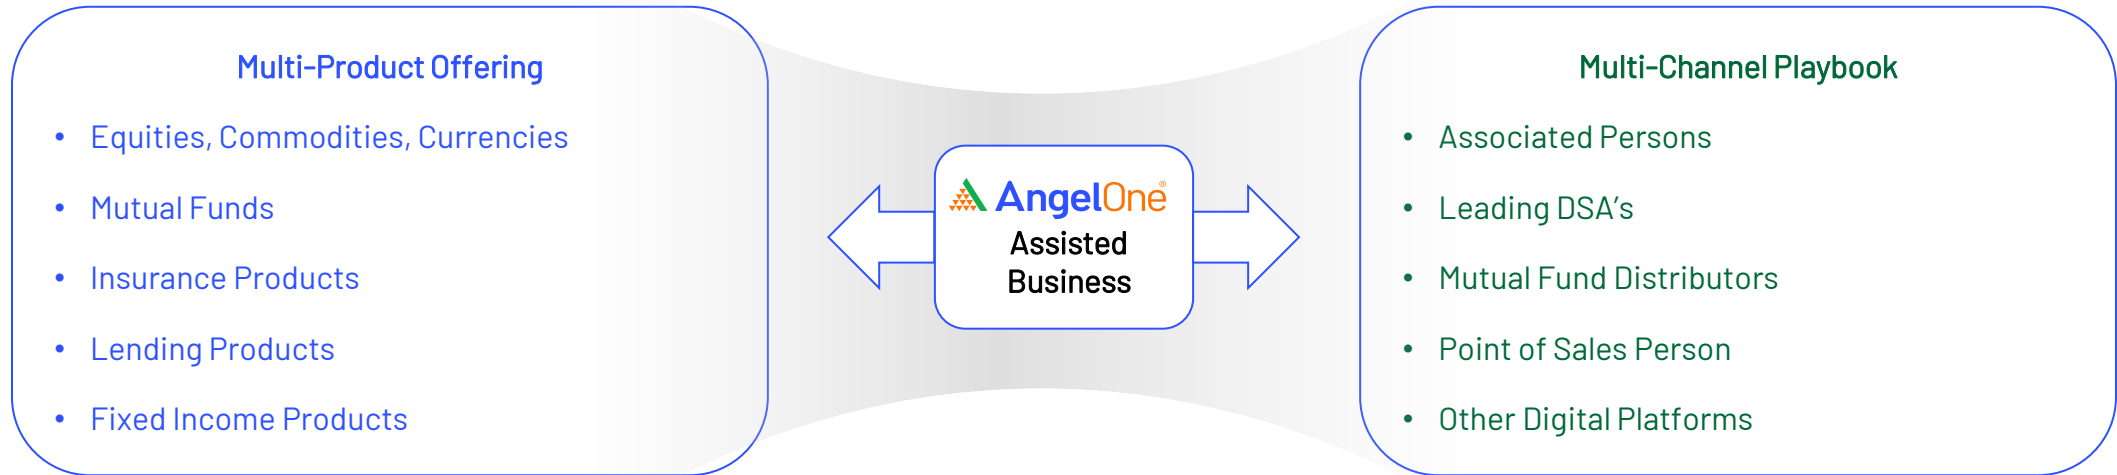 Multi-Product Offering
• Equities, Commodities, Currencies
• Mutual Funds
• Insurance Products
• Lending Products
• Fixed Income Products
AngelOne®
Assisted
Business
Multi-Channel Playbook
• Associated Persons
• Leading DSA’s
• Mutual Fund Distributors
• Point of Sales Person
• Other Digital Platforms